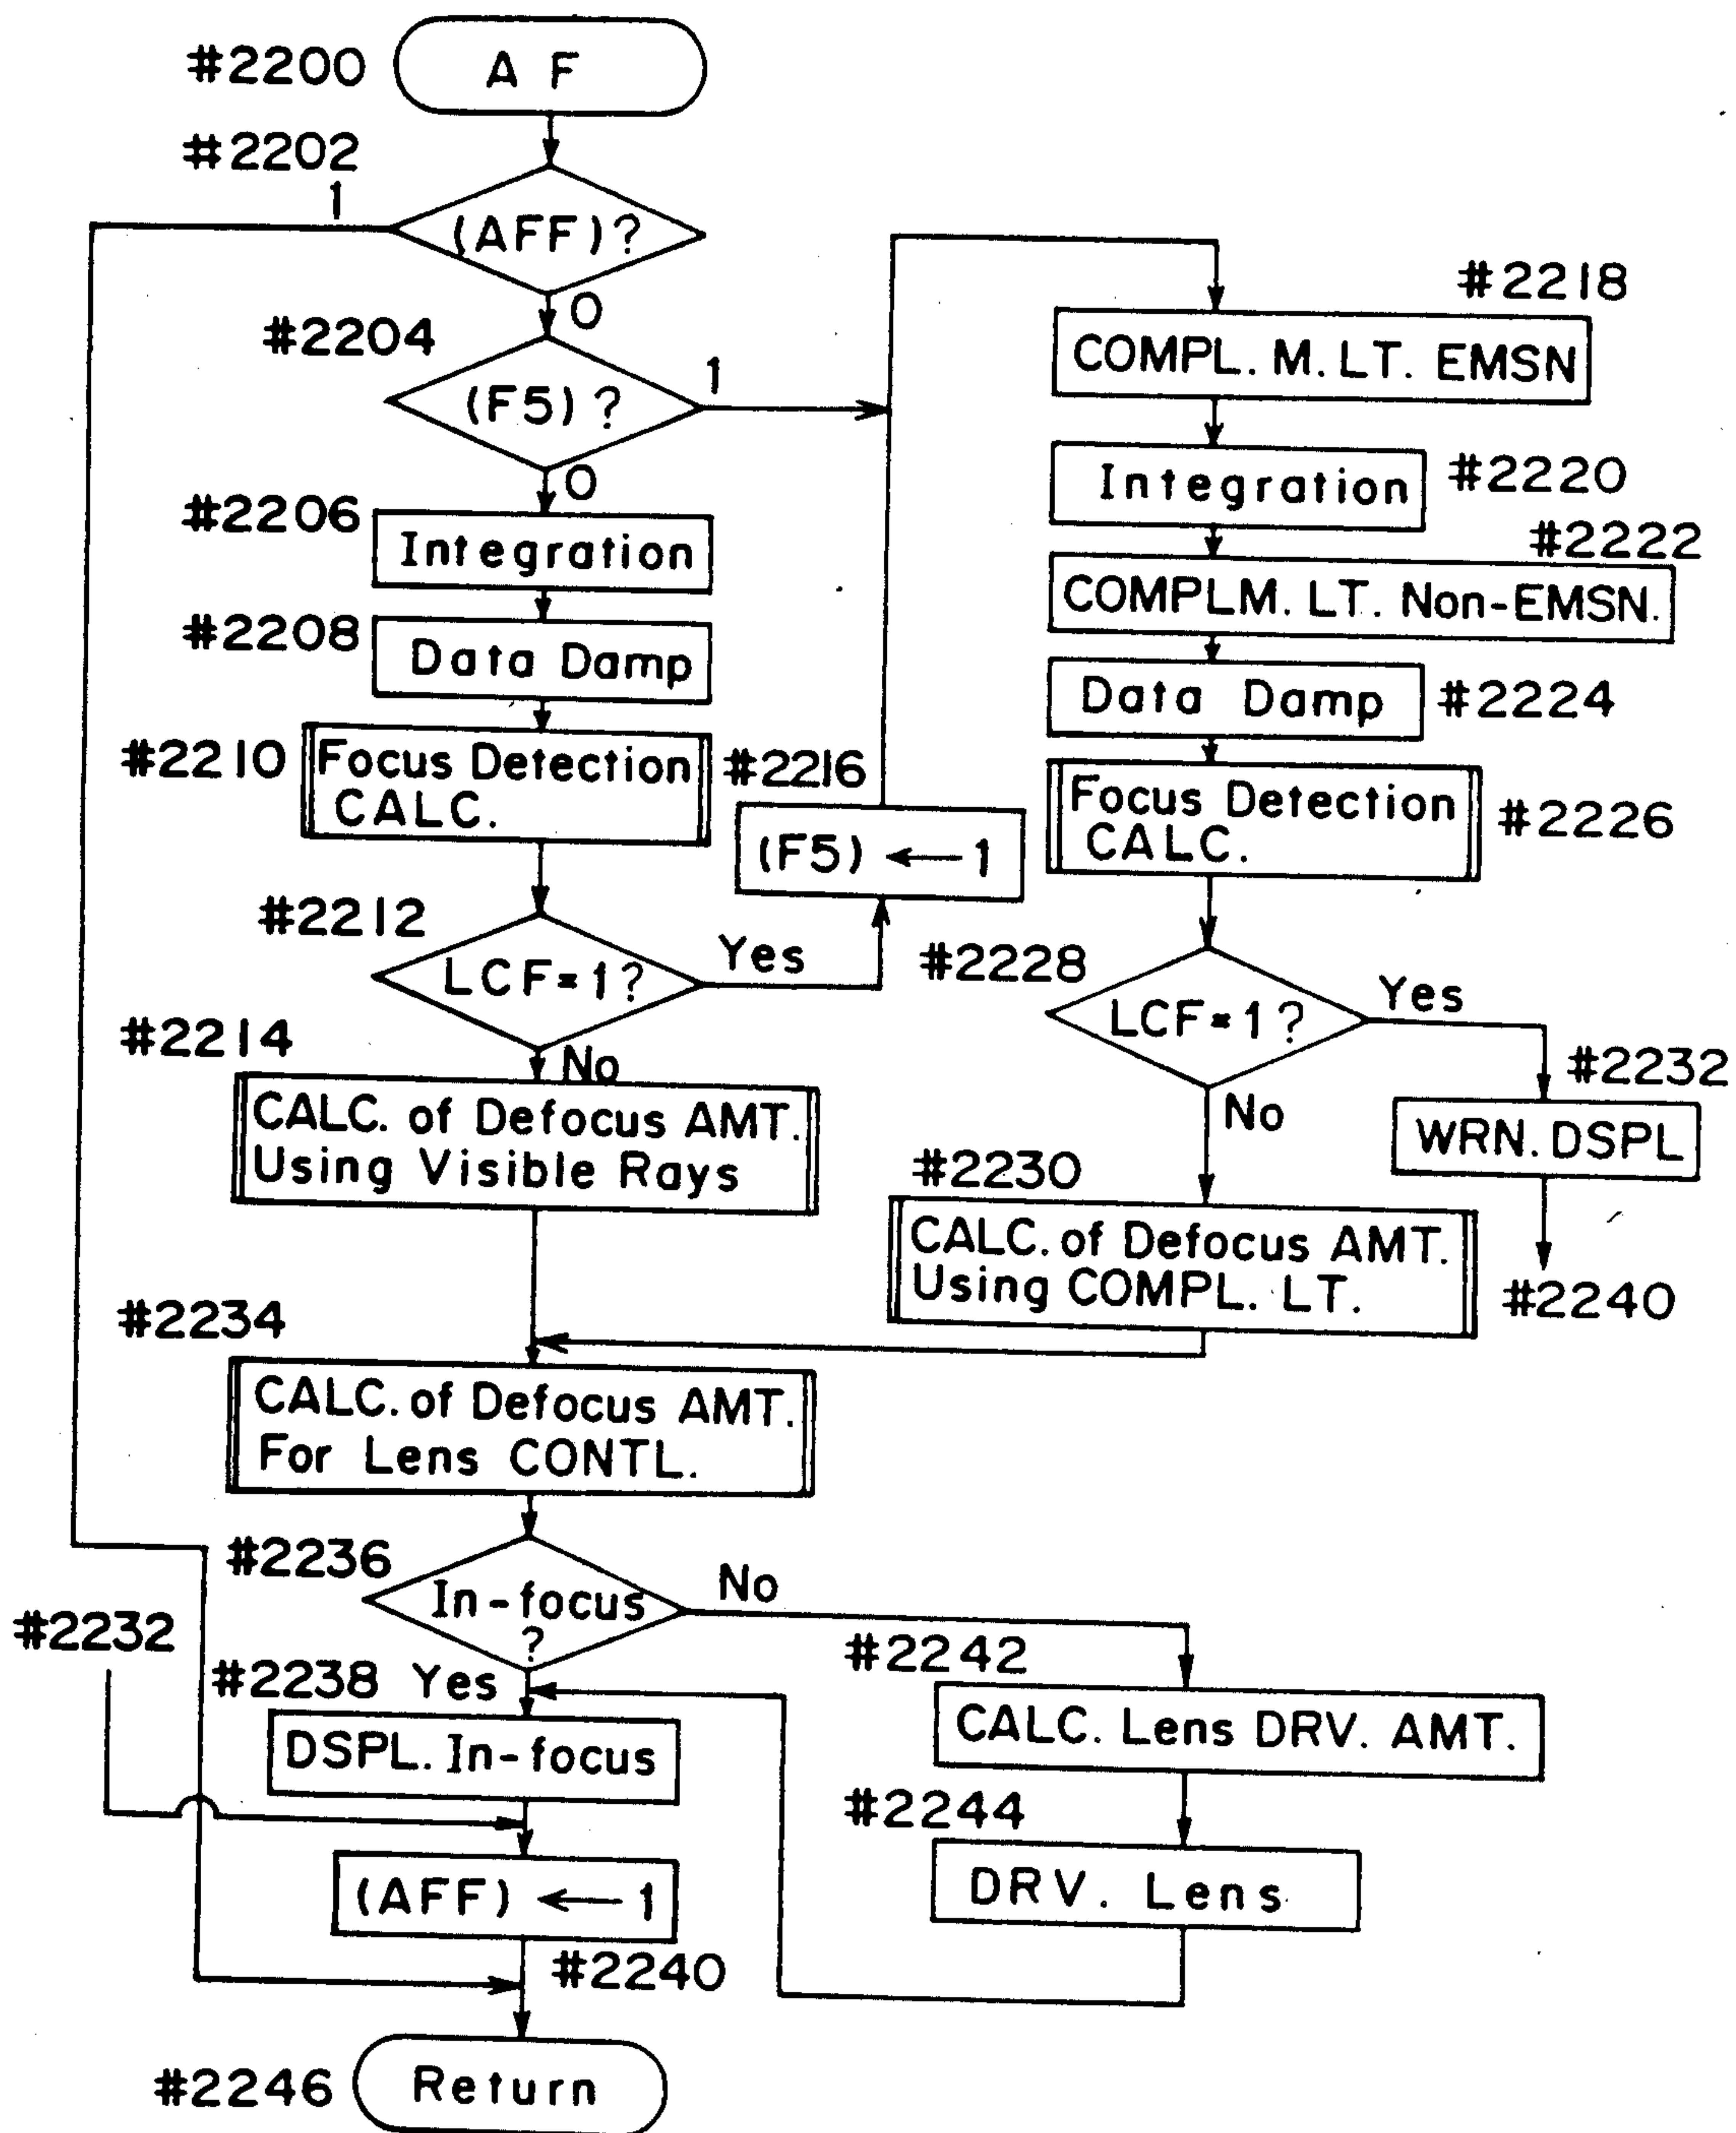 #2200
A F
#2202
1
(AFF)?
0
#2204
(F5)?
1
0
#2206
Integration
#2208
Data Damp
#2210
Focus Detection
CALC.
#2212
LCF=1?
Yes
#2216
(F5) ← 1
#2214
No
CALC. of Defocus AMT.
Using Visible Rays
#2218
COMPL. M. LT. EMSN
Integration
#2220
#2222
COMPLM. LT. Non-EMSN.
Data Damp
#2224
Focus Detection
CALC.
#2226
#2228
LCF=1?
Yes
No
#2232
WRN. DSPL
#2240
#2230
CALC. of Defocus AMT.
Using COMPL. LT.
#2234
CALC. of Defocus AMT.
For Lens CONTL.
#2236
In-focus
?
No
#2232
#2238
Yes
DSPL. In-focus
#2242
CALC. Lens DRV. AMT.
#2244
DRV. Lens
(AFF) ← 1
#2240
#2246
Return